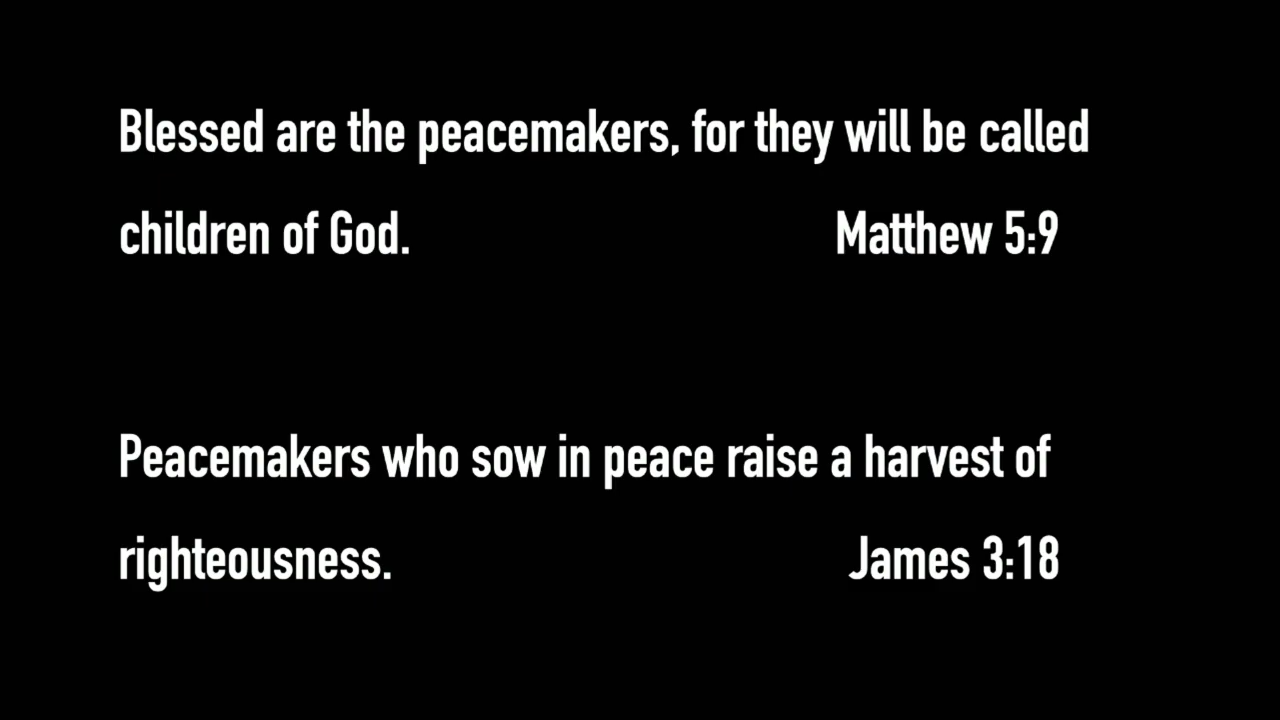 Blessed are the peacemakers, for they will be called
children of God. Matthew 5:9
Peacemakers who sow in peace raise a harvest of
righteousness. James 3:18